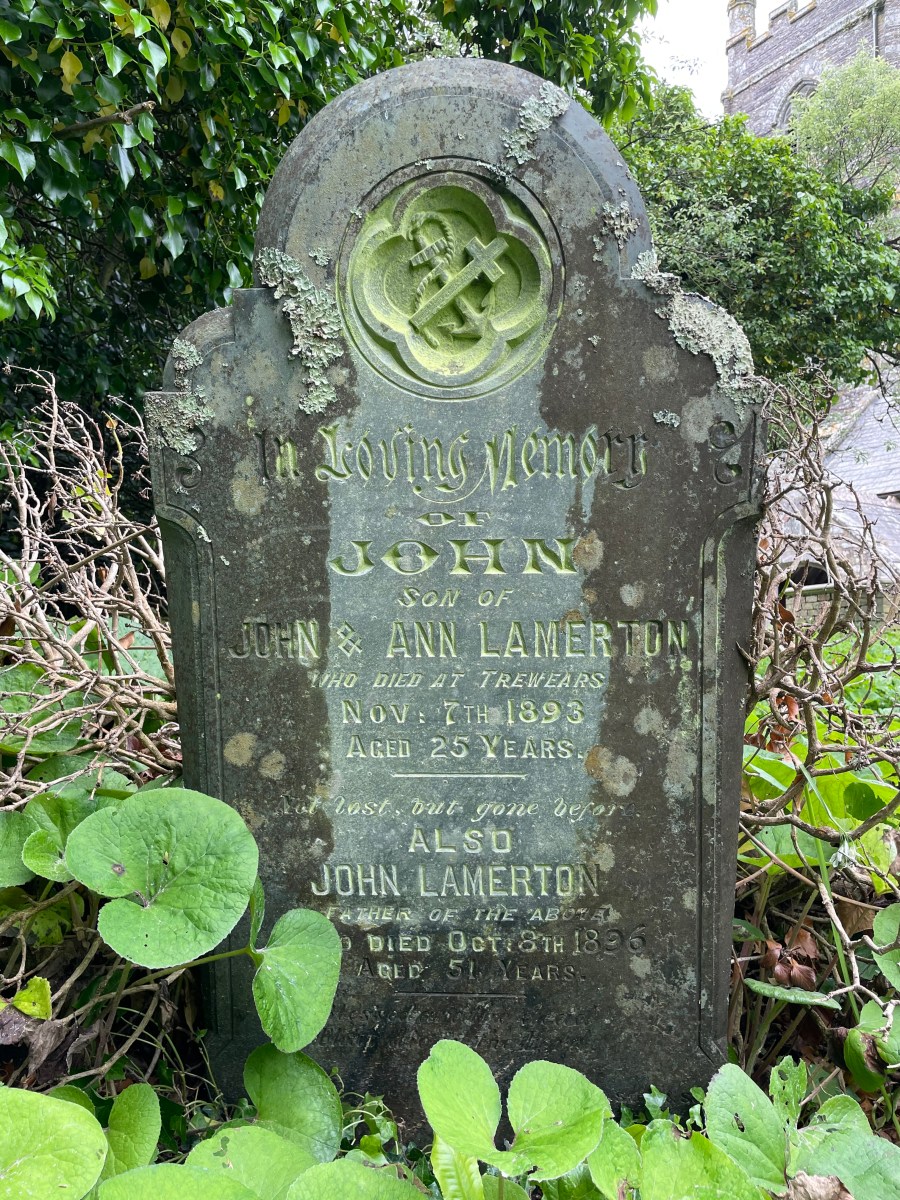 In Loving Memory
OF
JOHN
SON OF
JOHN & ANN LAMERTON
WHO DIED AT TREWEARS
NOV: 7TH 1893
AGED 25 YEARS.
Not lost, but gone before
ALSO
JOHN LAMERTON
FATHER OF THE ABOVE
DIED OCT: 8TH 1896
AGED 51 YEARS.